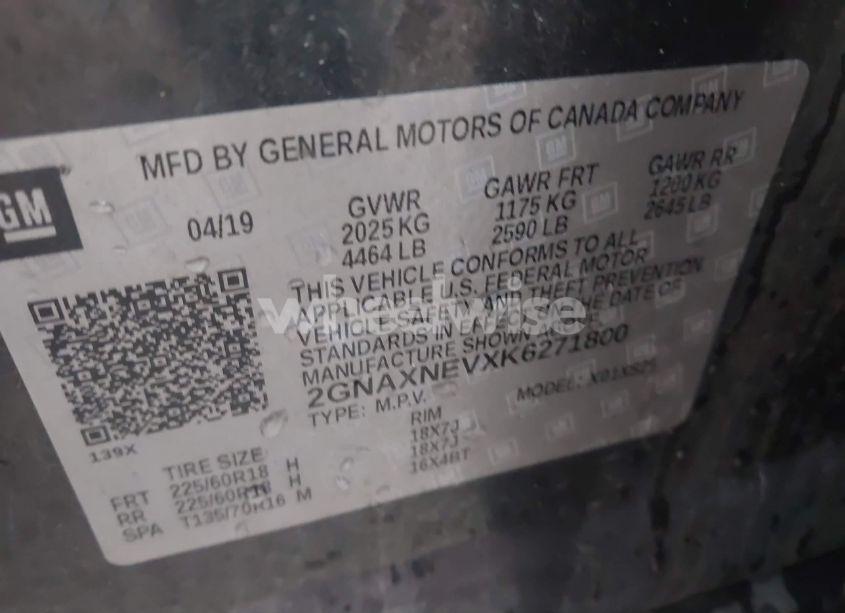 MFD BY GENERAL MOTORS OF CANADA COMPANY
GM
04/19
GVWR
2025 KG
4464 LB
GAWR FRT
1175 KG
2590 LB
GAWR RR
1200 KG
2645 LB
THIS VEHICLE CONFORMS TO ALL
APPLICABLE U.S. FEDERAL MOTOR
VEHICLE SAFETY AND THEFT PREVENTION
STANDARDS IN EFFECT ON THE DATE OF
MANUFACTURE SHOWN
2GNAXNEVXK6271800
TYPE: M.P.V.
MODEL:
139X
TIRE SIZE
RIM
FRT 225/60R18 H 18X7J
RR 225/60R18 H 18X7J
SPA T135/70R16 M 16X4BT
wheelwise